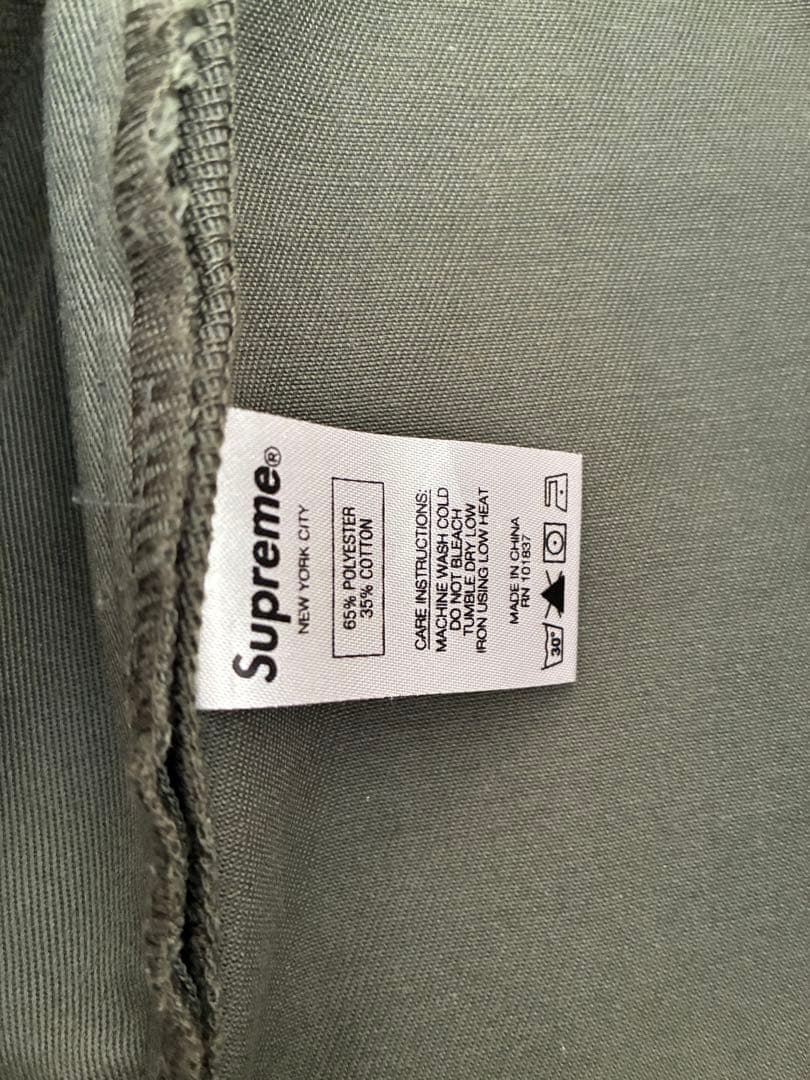 Supreme®
NEW YORK CITY
65% POLYESTER
35% COTTON
CARE INSTRUCTIONS:
MACHINE WASH COLD
DO NOT BLEACH
TUMBLE DRY LOW
IRON USING LOW HEAT
MADE IN CHINA
RN 101837
30°